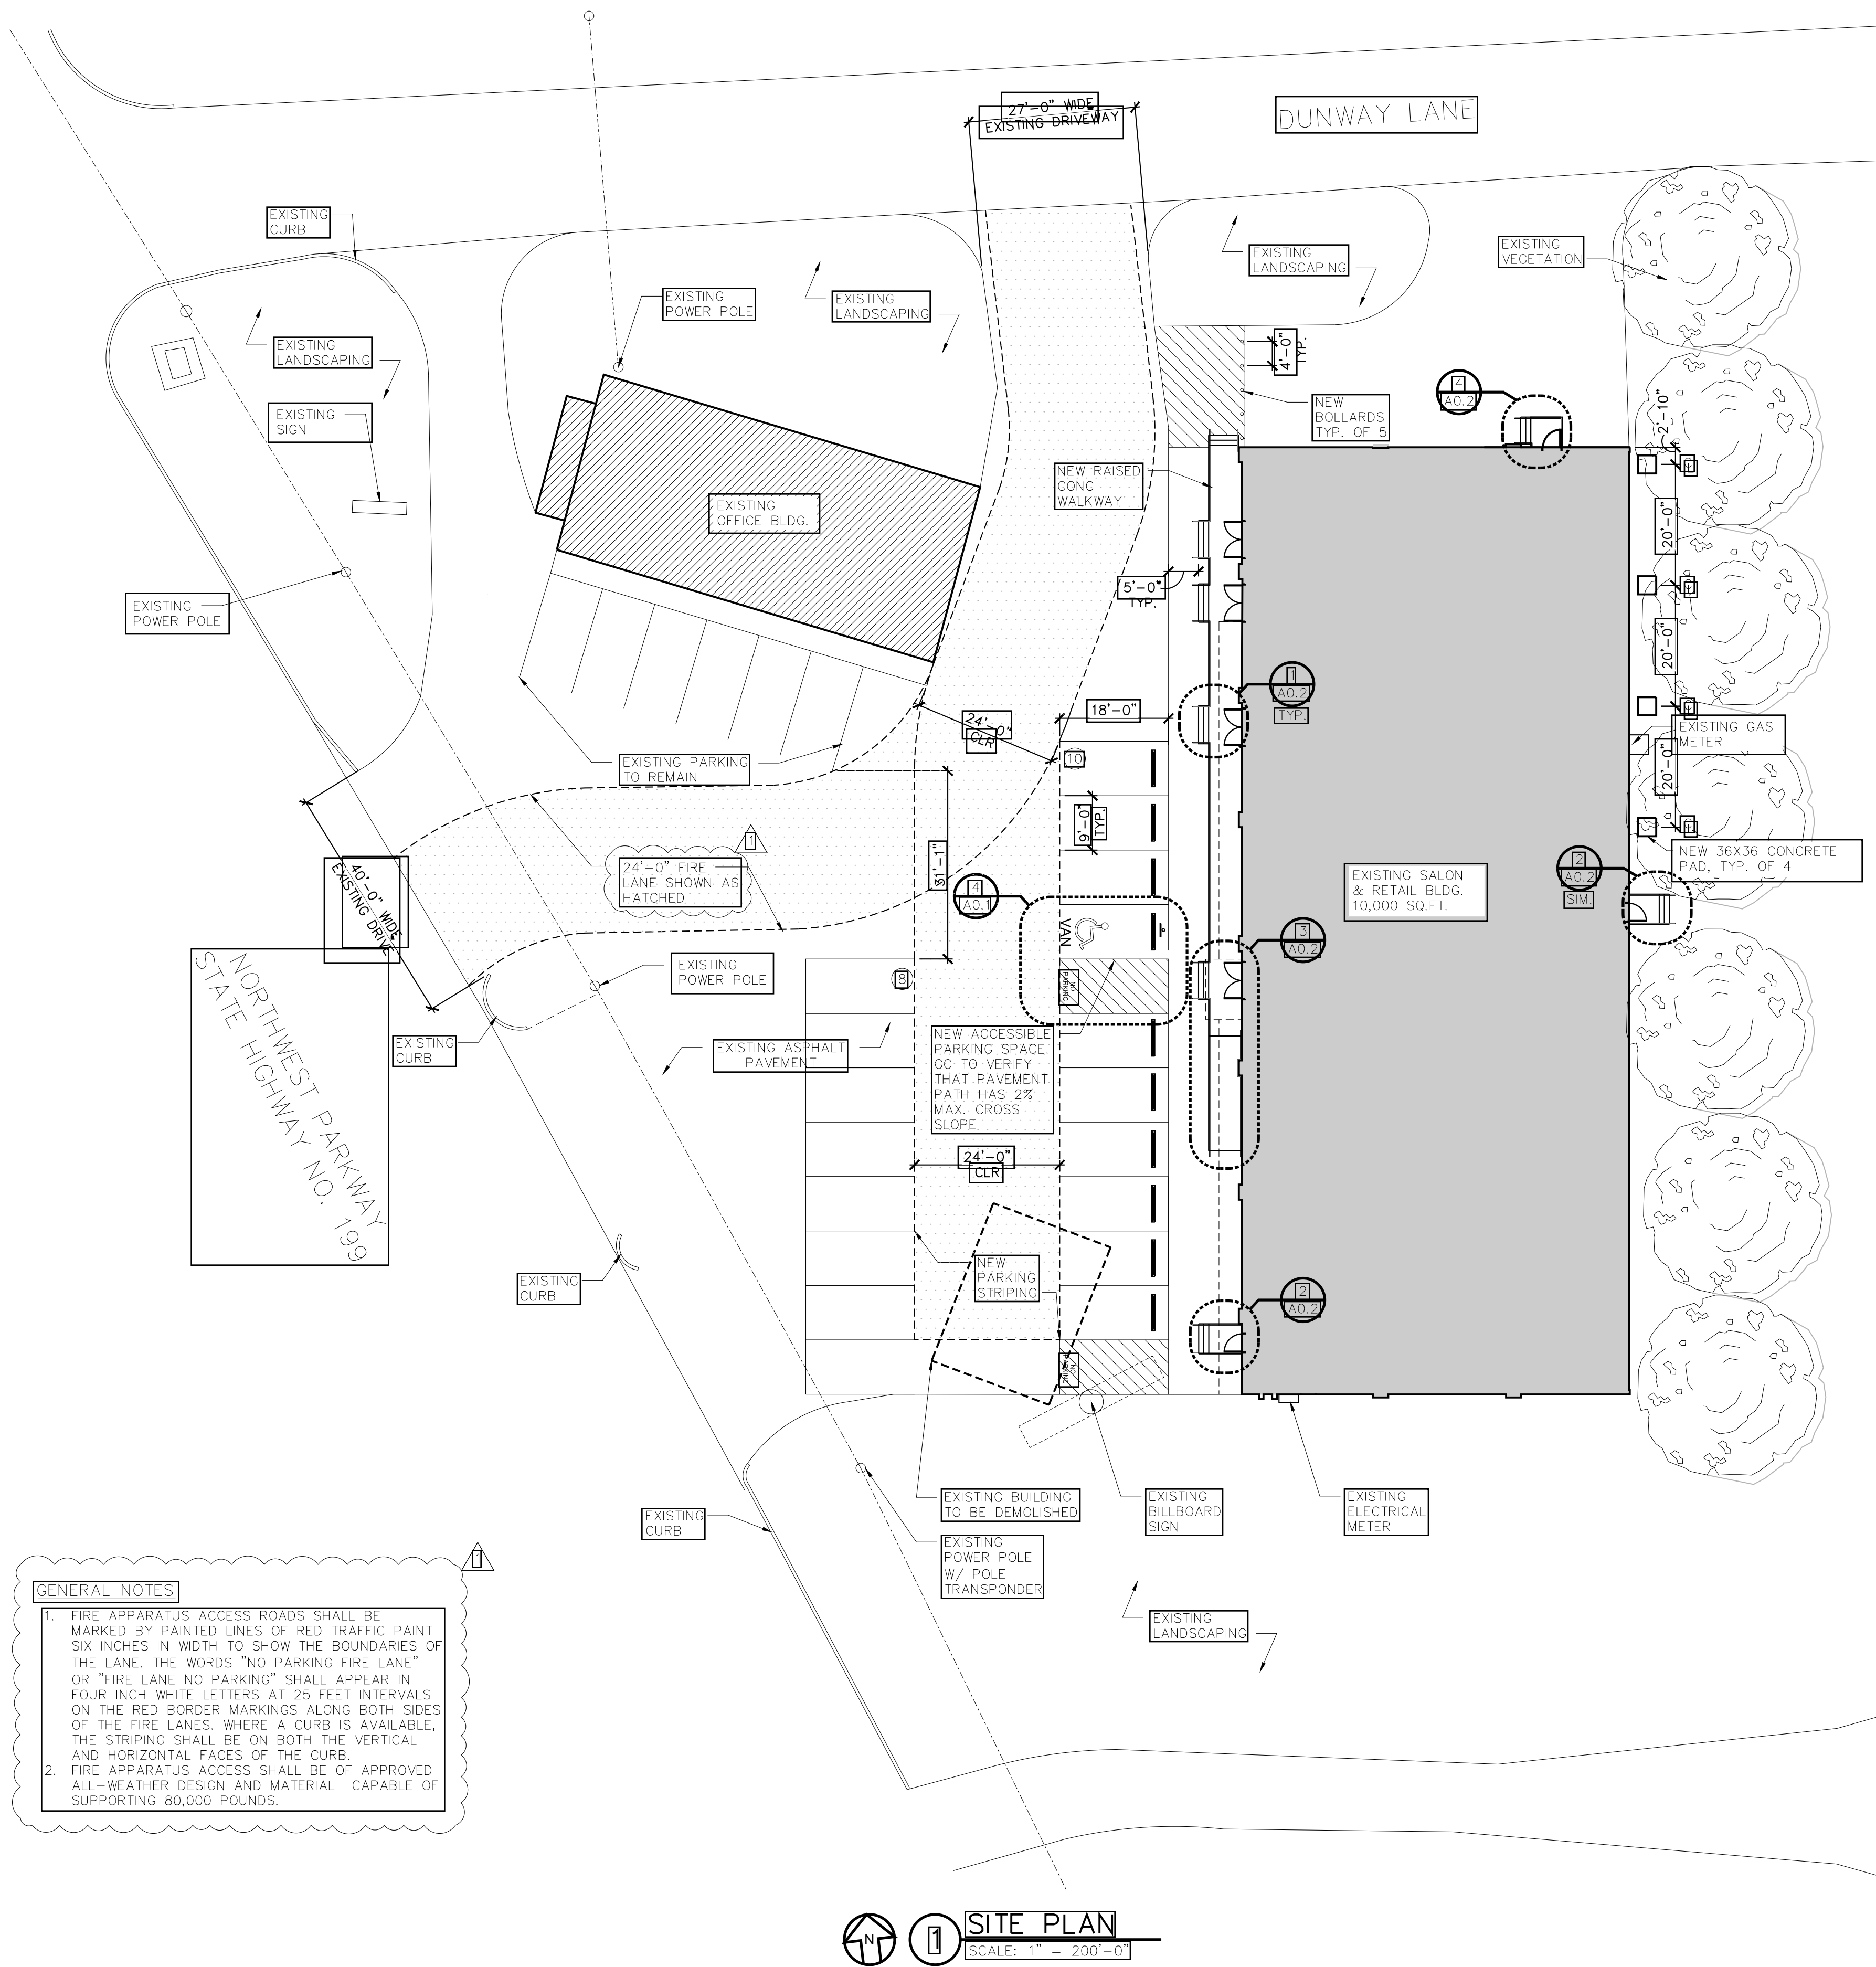 27'-0" WIDE
EXISTING DRIVEWAY
DUNWAY LANE
EXISTING
CURB
EXISTING
LANDSCAPING
EXISTING
SIGN
EXISTING
POWER POLE
EXISTING
LANDSCAPING
EXISTING
LANDSCAPING
EXISTING
VEGETATION
4'-0"
TYP.
NEW
BOLLARDS
TYP. OF 5
4
A0.2
2'-10"
NEW RAISED
CONC
WALKWAY
EXISTING
OFFICE BLDG.
20'-0"
5'-0"
TYP.
EXISTING
POWER POLE
20'-0"
1
A0.2
TYP.
18'-0"
24'-0"
CLR
EXISTING GAS
METER
20'-0"
EXISTING PARKING
TO REMAIN
10
9'-0"
TYP.
1
24'-0" FIRE
LANE SHOWN AS
HATCHED
31'-1"
4
A0.1
EXISTING SALON
& RETAIL BLDG.
10,000 SQ.FT.
2
A0.2
SIM.
NEW 36X36 CONCRETE
PAD, TYP. OF 4
40'-0" WIDE
EXISTING DRIVE
VAN
3
A0.2
NORTHWEST PARKWAY
STATE HIGHWAY NO. 199
EXISTING
POWER POLE
8
NO
PARKING
EXISTING
CURB
EXISTING ASPHALT
PAVEMENT
NEW ACCESSIBLE
PARKING SPACE.
GC TO VERIFY
THAT PAVEMENT
PATH HAS 2%
MAX. CROSS
SLOPE
24'-0"
CLR
NEW
PARKING
STRIPING
EXISTING
CURB
2
A0.2
NO
PARKING
EXISTING
CURB
EXISTING BUILDING
TO BE DEMOLISHED
EXISTING
BILLBOARD
SIGN
EXISTING
ELECTRICAL
METER
EXISTING
POWER POLE
W/ POLE
TRANSPONDER
EXISTING
LANDSCAPING
1
GENERAL NOTES
1. FIRE APPARATUS ACCESS ROADS SHALL BE
MARKED BY PAINTED LINES OF RED TRAFFIC PAINT
SIX INCHES IN WIDTH TO SHOW THE BOUNDARIES OF
THE LANE. THE WORDS "NO PARKING FIRE LANE"
OR "FIRE LANE NO PARKING" SHALL APPEAR IN
FOUR INCH WHITE LETTERS AT 25 FEET INTERVALS
ON THE RED BORDER MARKINGS ALONG BOTH SIDES
OF THE FIRE LANES. WHERE A CURB IS AVAILABLE,
THE STRIPING SHALL BE ON BOTH THE VERTICAL
AND HORIZONTAL FACES OF THE CURB.
2. FIRE APPARATUS ACCESS SHALL BE OF APPROVED
ALL-WEATHER DESIGN AND MATERIAL CAPABLE OF
SUPPORTING 80,000 POUNDS.
N
1
SITE PLAN
SCALE: 1" = 200'-0"